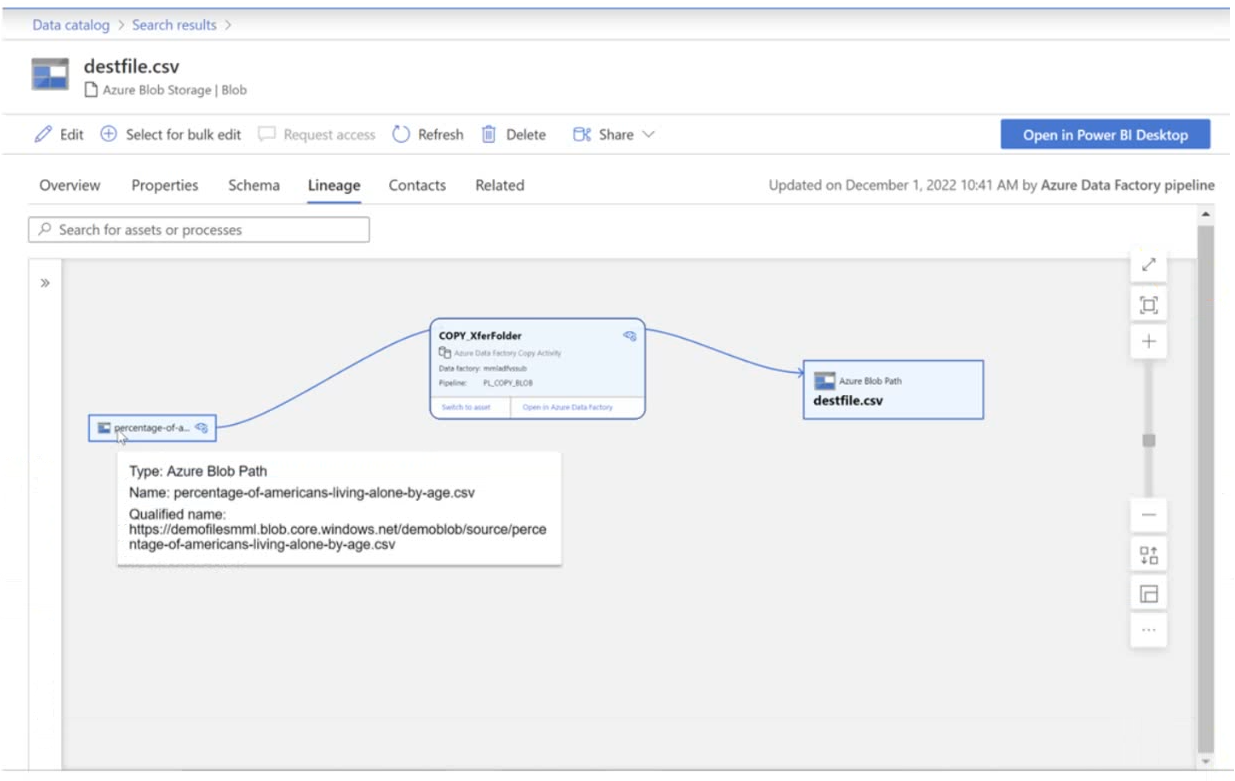 Data catalog > Search results >
destfile.csv
Azure Blob Storage | Blob
Edit Select for bulk edit Request access Refresh Delete Share Open in Power BI Desktop
Overview Properties Schema Lineage Contacts Related Updated on December 1, 2022 10:41 AM by Azure Data Factory pipeline
Search for assets or processes
COPY_XferFolder
Azure Data Factory Copy Activity
Data factory: mmladfvssub
Pipeline: PL_COPY_BLOB
Switch to asset Open in Azure Data Factory
Azure Blob Path
destfile.csv
percentage-of-a...
Type: Azure Blob Path
Name: percentage-of-americans-living-alone-by-age.csv
Qualified name:
https://demofilesmml.blob.core.windows.net/demoblob/source/perce
ntage-of-americans-living-alone-by-age.csv